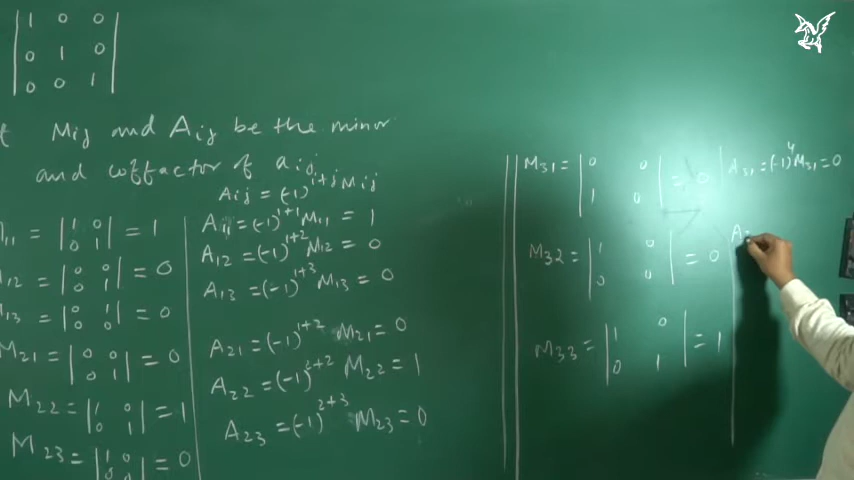 | 1 0 0 |
| 0 1 0 |
| 0 0 1 |
Mij and Aij be the minor
and coffactor of aij
Aij = (-1)^i+j Mij
11 = | 1 0 | = 1
| 0 1 |
12 = | 0 0 | = 0
| 0 1 |
13 = | 0 1 | = 0
| 0 0 |
M21 = | 0 0 | = 0
| 0 1 |
M22 = | 1 0 | = 1
| 0 1 |
M23 = | 1 0 | = 0
| 0 0 |
A11 = (-1)^1+1 M11 = 1
A12 = (-1)^1+2 M12 = 0
A13 = (-1)^1+3 M13 = 0
A21 = (-1)^1+2 M21 = 0
A22 = (-1)^2+2 M22 = 1
A23 = (-1)^2+3 M23 = 0
M31 = | 0 0 | = 0
| 1 0 |
M32 = | 1 0 | = 0
| 0 0 |
M33 = | 1 0 | = 1
| 0 1 |
A31 = (-1)^4 M31 = 0
A